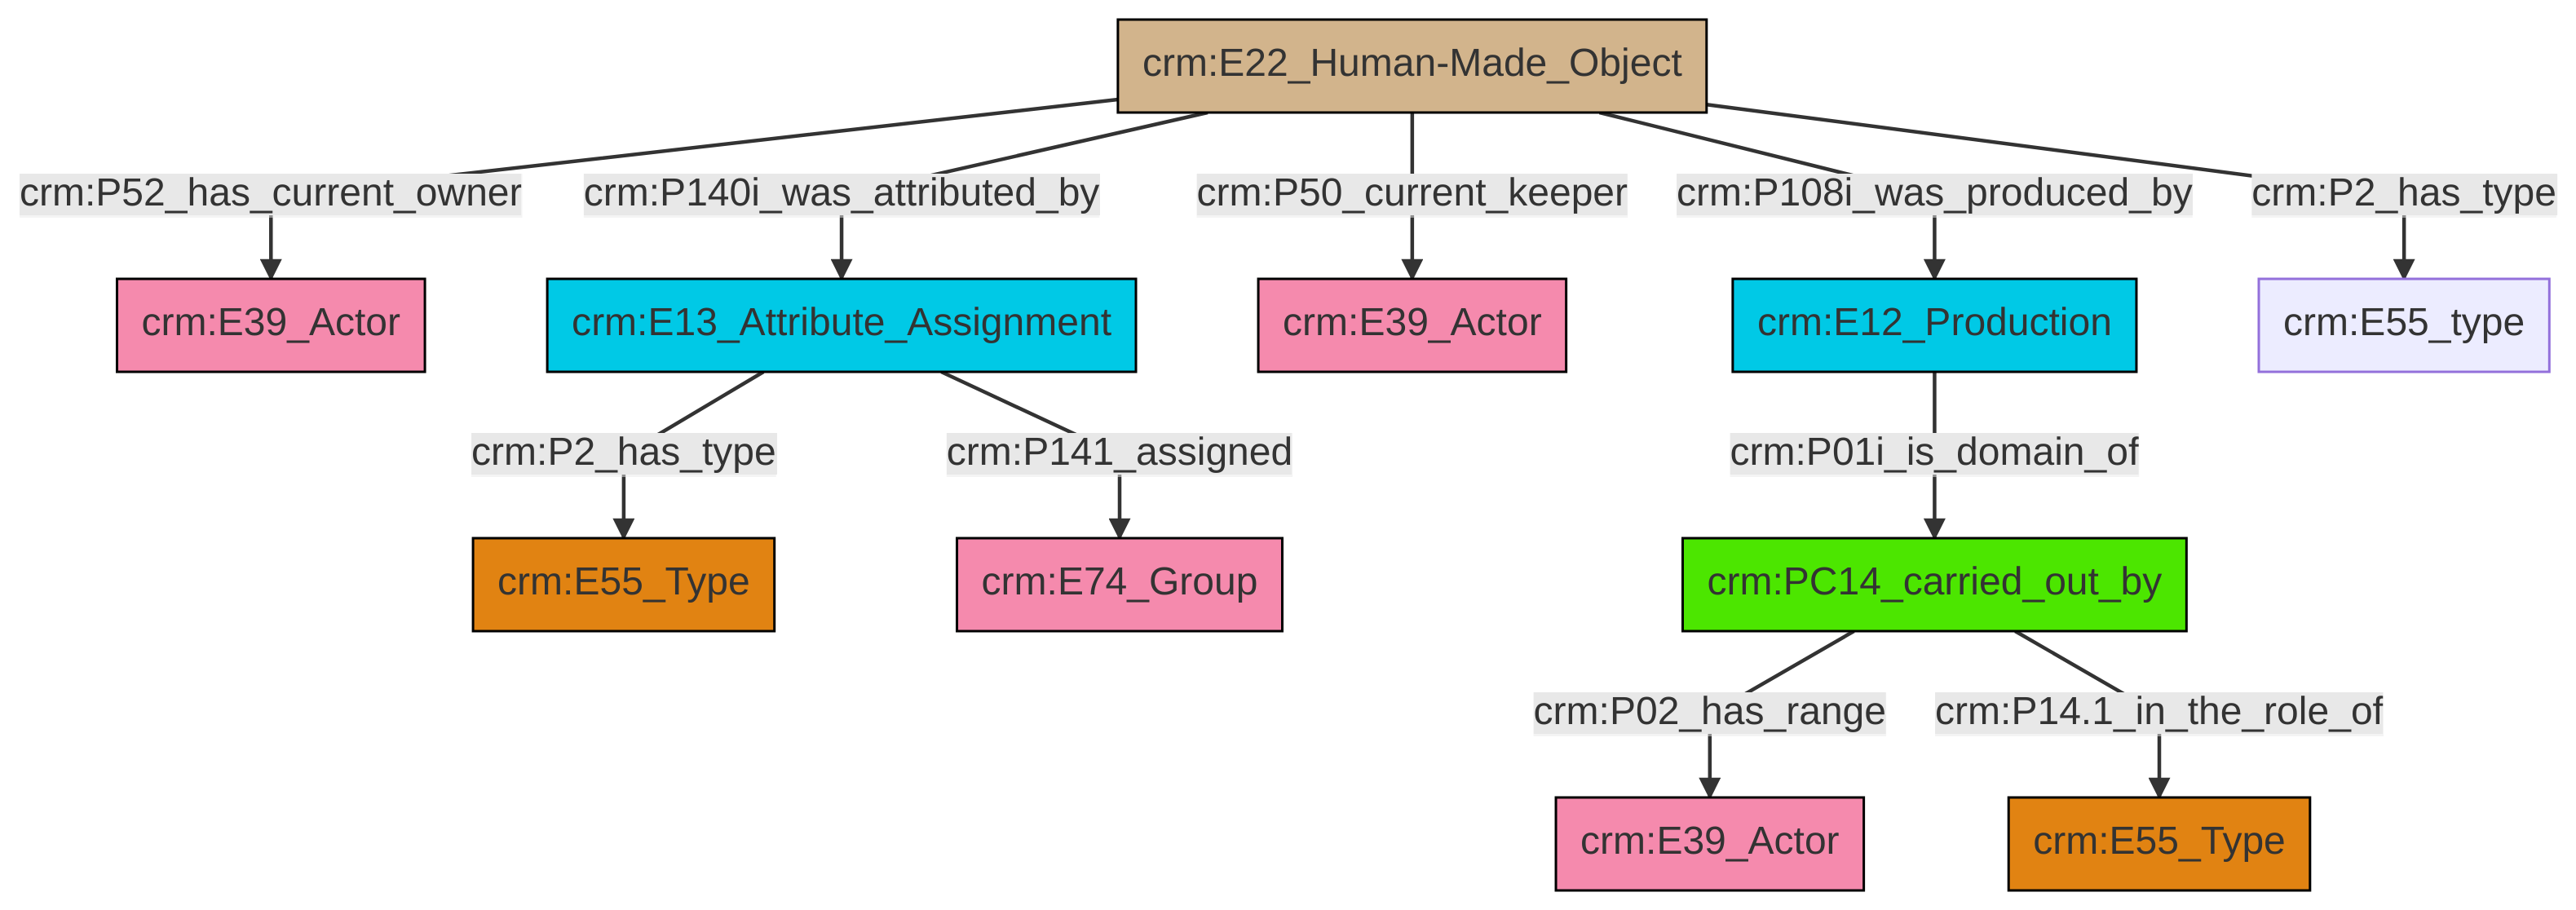 crm:E22_Human-Made_Object
crm:P52_has_current_owner
crm:P140i_was_attributed_by
crm:P50_current_keeper
crm:P108i_was_produced_by
crm:P2_has_type
crm:E39_Actor
crm:E13_Attribute_Assignment
crm:E39_Actor
crm:E12_Production
crm:E55_type
crm:P2_has_type
crm:P141_assigned
crm:P01i_is_domain_of
crm:E55_Type
crm:E74_Group
crm:PC14_carried_out_by
crm:P02_has_range
crm:P14.1_in_the_role_of
crm:E39_Actor
crm:E55_Type